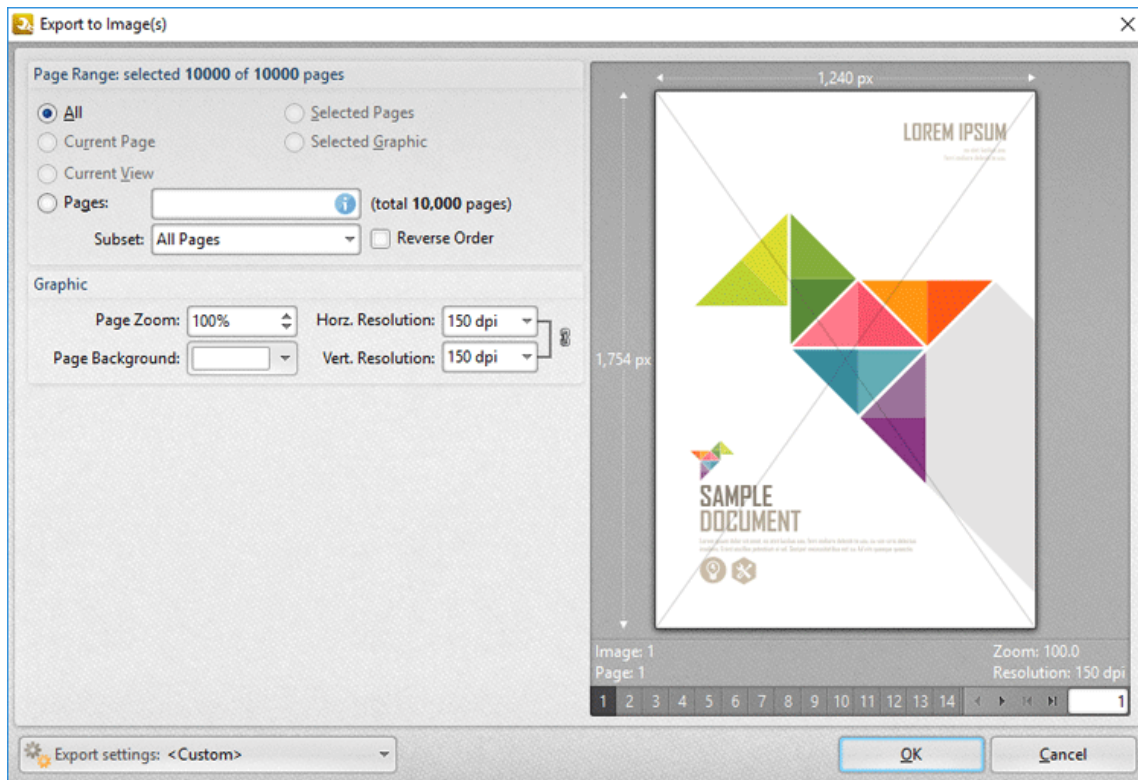 Export to Image(s)
Page Range: selected 10000 of 10000 pages
All
Selected Pages
Current Page
Selected Graphic
Current View
Pages:
(total 10,000 pages)
Subset: All Pages
Reverse Order
Graphic
Page Zoom: 100%
Horz. Resolution: 150 dpi
Page Background:
Vert. Resolution: 150 dpi
1,240 px
1,754 px
LOREM IPSUM
SAMPLE
DOCUMENT
Image: 1
Zoom: 100.0
Page: 1
Resolution: 150 dpi
1 2 3 4 5 6 7 8 9 10 11 12 13 14
1
Export settings: <Custom>
OK
Cancel